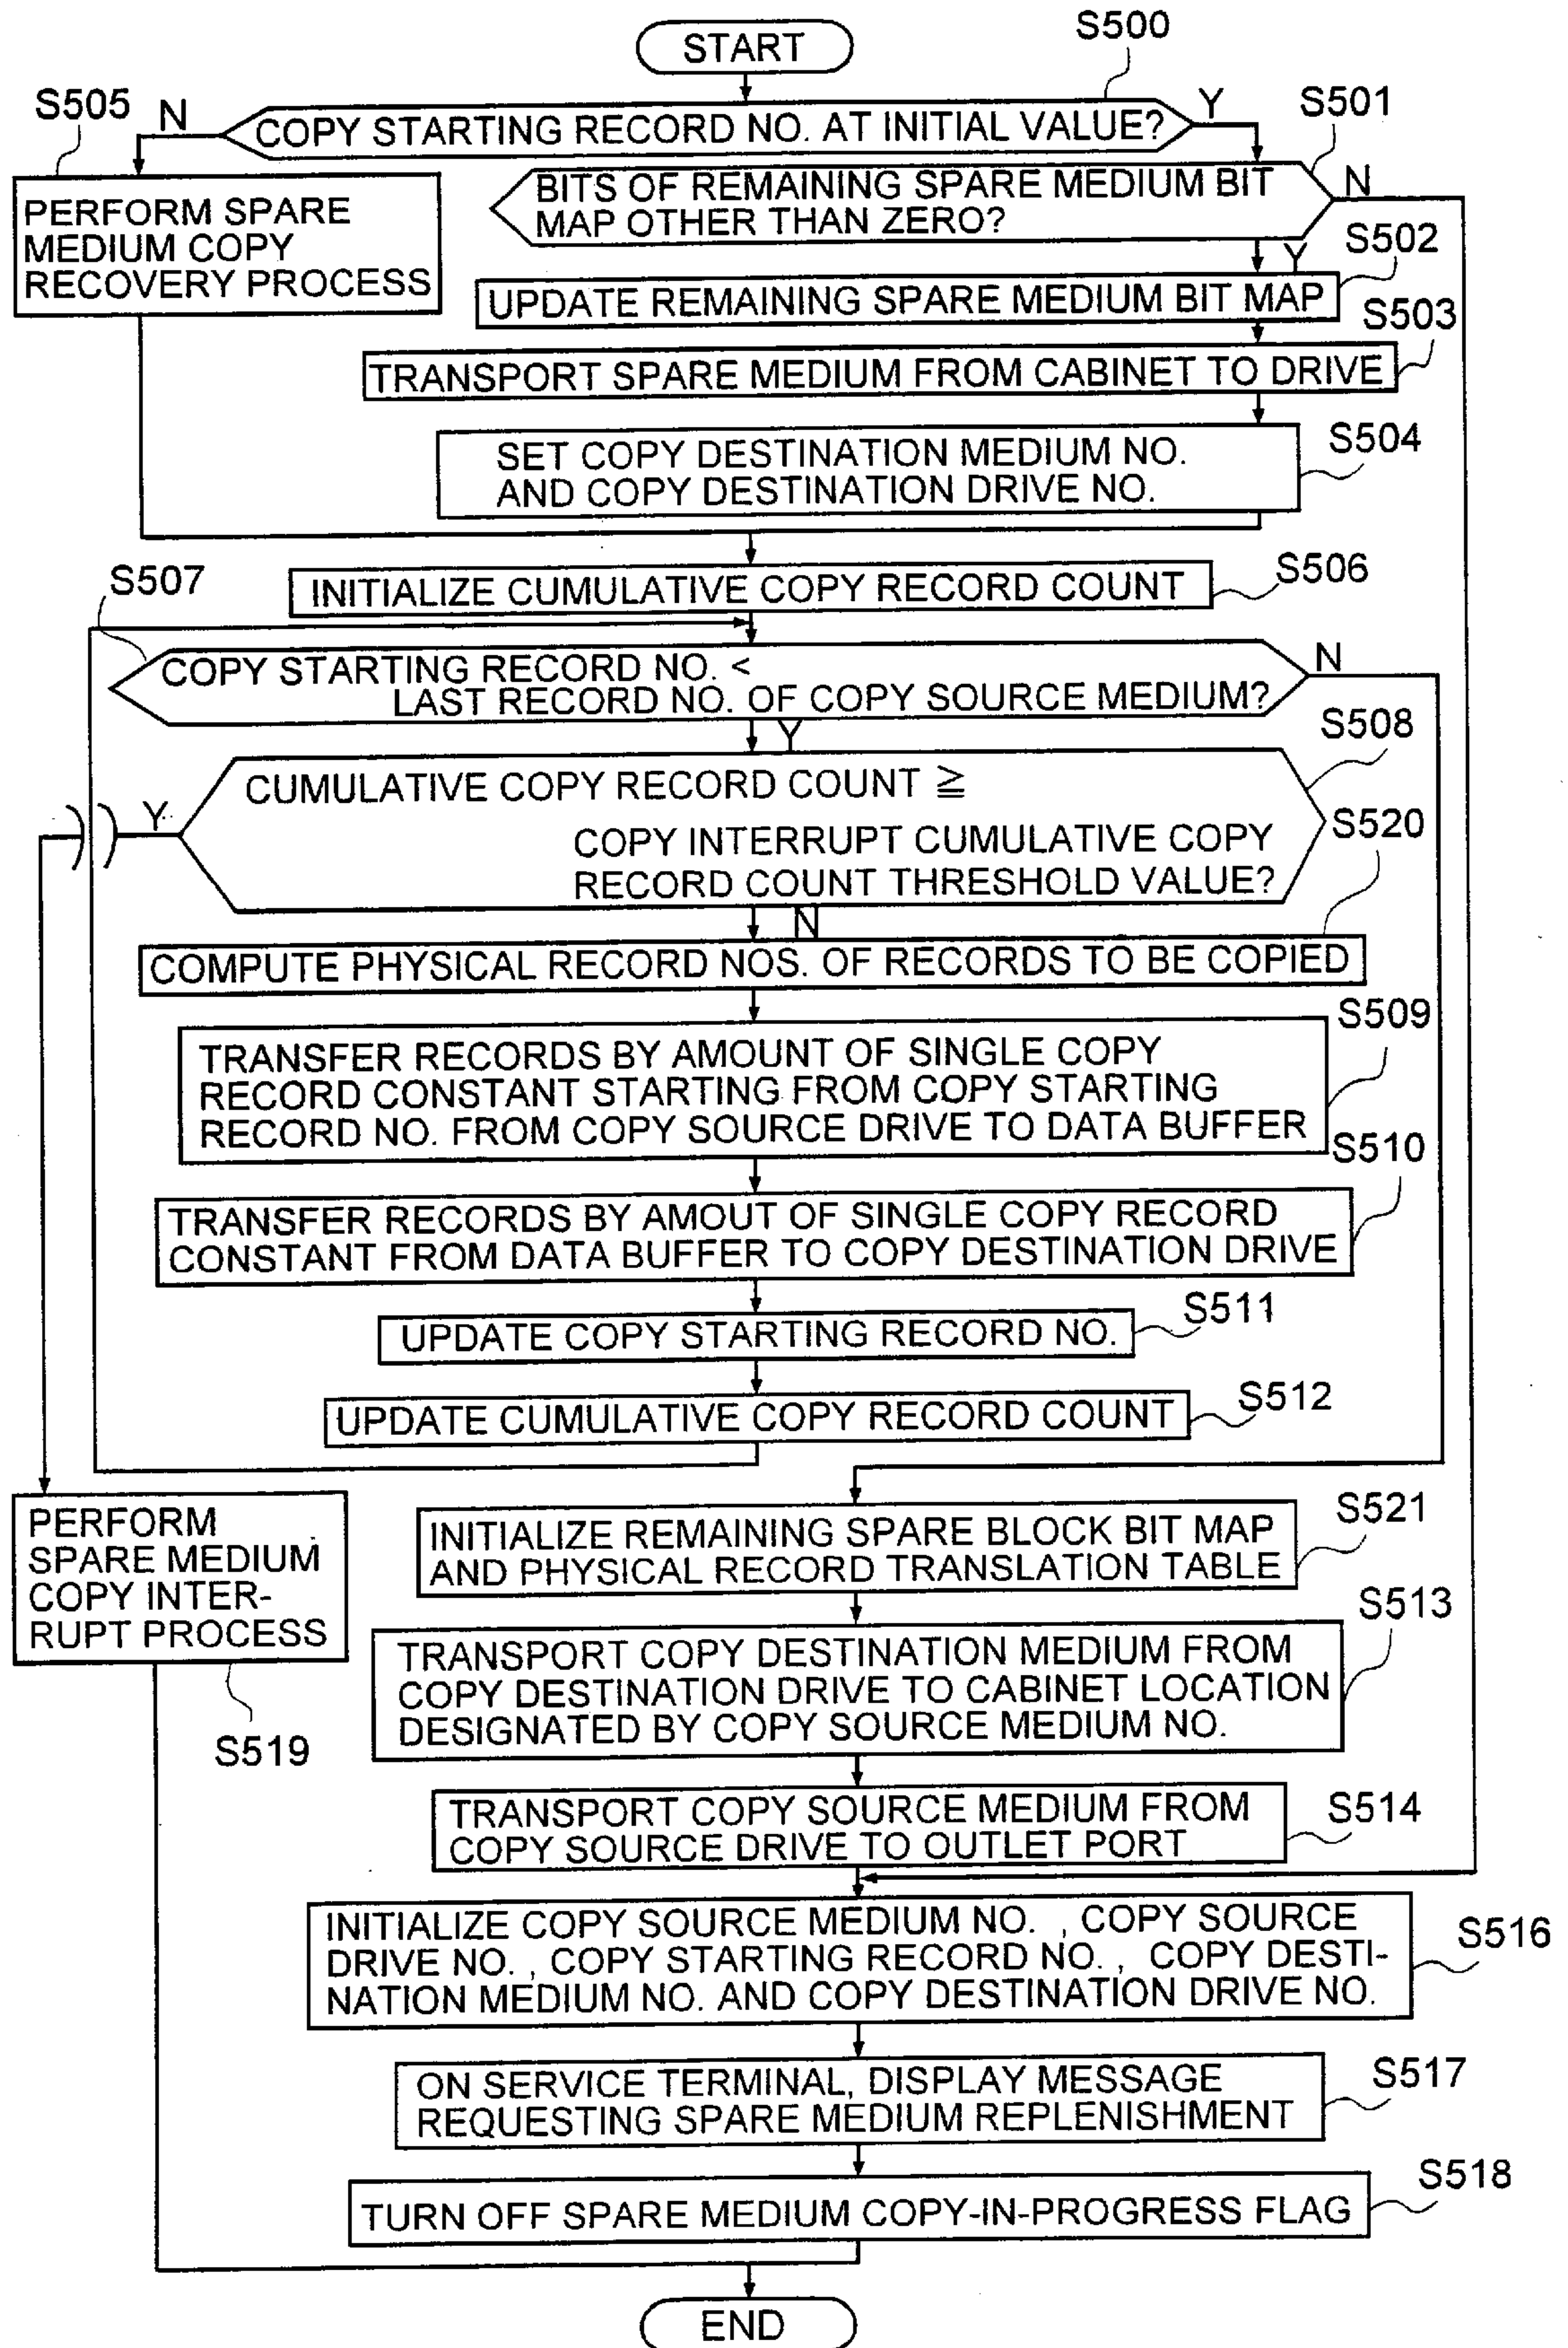 START
S500
S505
N
COPY STARTING RECORD NO. AT INITIAL VALUE?
Y
S501
PERFORM SPARE
MEDIUM COPY
RECOVERY PROCESS
BITS OF REMAINING SPARE MEDIUM BIT
MAP OTHER THAN ZERO?
N
Y
S502
UPDATE REMAINING SPARE MEDIUM BIT MAP
S503
TRANSPORT SPARE MEDIUM FROM CABINET TO DRIVE
S504
SET COPY DESTINATION MEDIUM NO.
AND COPY DESTINATION DRIVE NO.
S507
INITIALIZE CUMULATIVE COPY RECORD COUNT
S506
COPY STARTING RECORD NO. <
LAST RECORD NO. OF COPY SOURCE MEDIUM?
N
Y
S508
CUMULATIVE COPY RECORD COUNT ≧
COPY INTERRUPT CUMULATIVE COPY
RECORD COUNT THRESHOLD VALUE?
Y
S520
N
COMPUTE PHYSICAL RECORD NOS. OF RECORDS TO BE COPIED
S509
TRANSFER RECORDS BY AMOUNT OF SINGLE COPY
RECORD CONSTANT STARTING FROM COPY STARTING
RECORD NO. FROM COPY SOURCE DRIVE TO DATA BUFFER
S510
TRANSFER RECORDS BY AMOUT OF SINGLE COPY RECORD
CONSTANT FROM DATA BUFFER TO COPY DESTINATION DRIVE
UPDATE COPY STARTING RECORD NO.
S511
UPDATE CUMULATIVE COPY RECORD COUNT
S512
PERFORM
SPARE MEDIUM
COPY INTER-
RUPT PROCESS
S519
INITIALIZE REMAINING SPARE BLOCK BIT MAP
AND PHYSICAL RECORD TRANSLATION TABLE
S521
S513
TRANSPORT COPY DESTINATION MEDIUM FROM
COPY DESTINATION DRIVE TO CABINET LOCATION
DESIGNATED BY COPY SOURCE MEDIUM NO.
TRANSPORT COPY SOURCE MEDIUM FROM
COPY SOURCE DRIVE TO OUTLET PORT
S514
INITIALIZE COPY SOURCE MEDIUM NO. , COPY SOURCE
DRIVE NO. , COPY STARTING RECORD NO. , COPY DESTI-
NATION MEDIUM NO. AND COPY DESTINATION DRIVE NO.
S516
ON SERVICE TERMINAL, DISPLAY MESSAGE
REQUESTING SPARE MEDIUM REPLENISHMENT
S517
TURN OFF SPARE MEDIUM COPY-IN-PROGRESS FLAG
S518
END